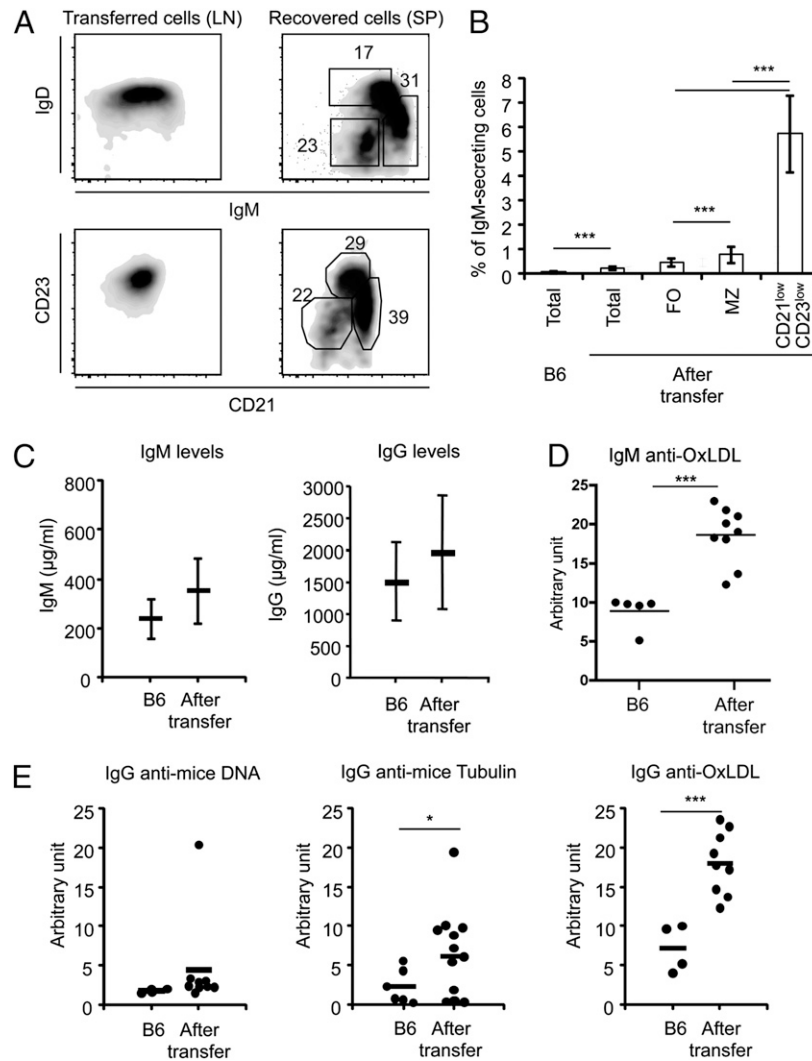 A
Transferred cells (LN)
Recovered cells (SP)
IgD
17
31
23
IgM
CD23
29
22
39
CD21
B
% of IgM-secreting cells
8
7
6
5
4
3
2
1
0
***
***
***
Total
Total
FO
MZ
CD21low
CD23low
B6
After
transfer
C
IgM levels
IgM (µg/ml)
800
600
400
200
0
B6
After
transfer
IgG levels
IgG (µg/ml)
3000
2500
2000
1500
1000
500
0
B6
After
transfer
D
IgM anti-OxLDL
Arbitrary unit
25
20
15
10
5
0
***
B6
After
transfer
E
IgG anti-mice DNA
Arbitrary unit
25
20
15
10
5
0
B6
After
transfer
IgG anti-mice Tubulin
Arbitrary unit
25
20
15
10
5
0
*
B6
After
transfer
IgG anti-OxLDL
Arbitrary unit
25
20
15
10
5
0
***
B6
After
transfer